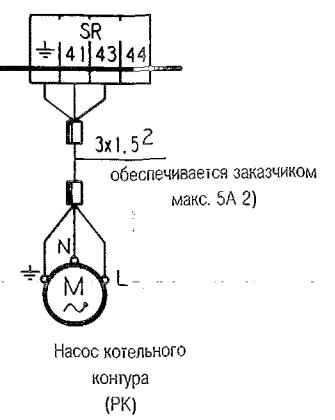 SR
41 43 44
3x1.5²
обеспечивается заказчиком
макс. 5A 2)
N
M
L
Насос котельного
контура
(PK)